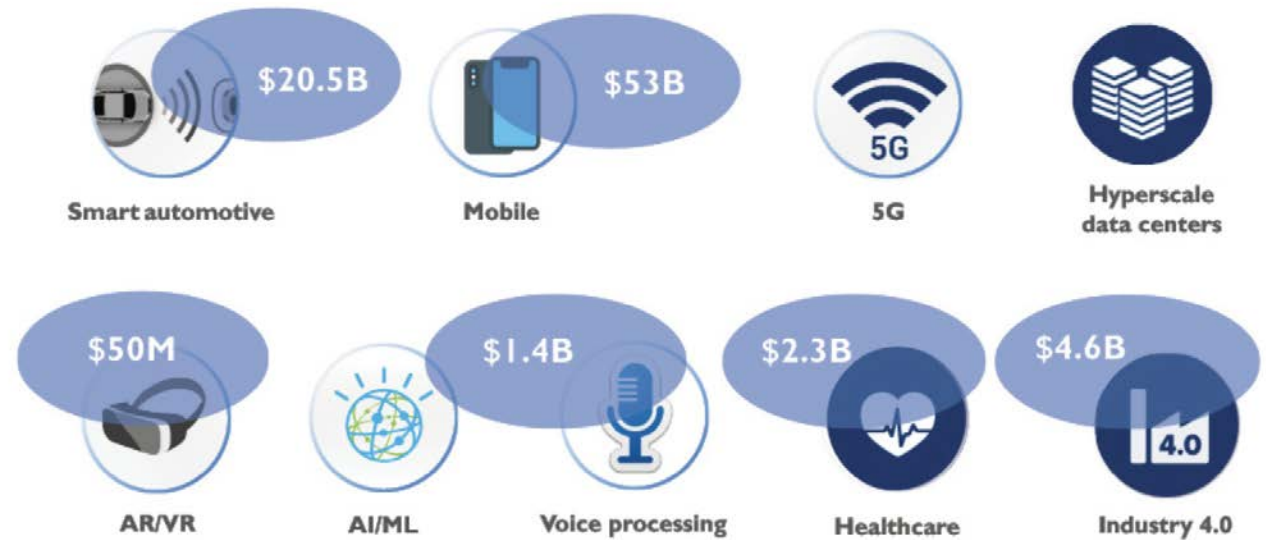 $20.5B
$53B
5G
Smart automotive
Mobile
5G
Hyperscale
data centers
$50M
$1.4B
$2.3B
$4.6B
4.0
AR/VR
AI/ML
Voice processing
Healthcare
Industry 4.0